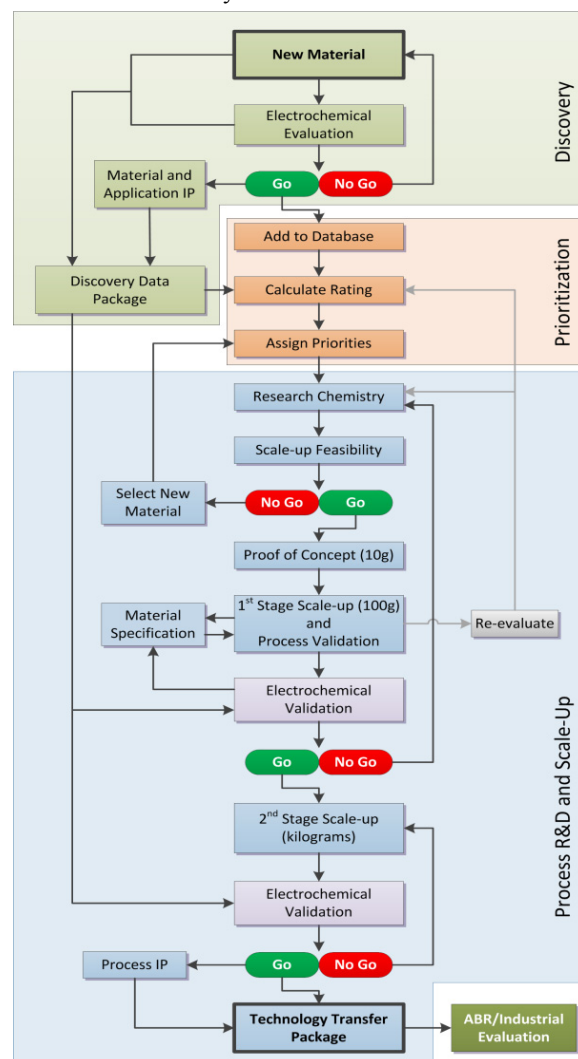 New Material
Electrochemical
Evaluation
Discovery
Material and
Application IP
Go
No Go
Add to Database
Discovery Data
Package
Calculate Rating
Prioritization
Assign Priorities
Research Chemistry
Scale-up Feasibility
Select New
Material
No Go
Go
Proof of Concept (10g)
Material
Specification
1st Stage Scale-up (100g)
and
Process Validation
Re-evaluate
Electrochemical
Validation
Go
No Go
2nd Stage Scale-up
(kilograms)
Process R&D and Scale-Up
Electrochemical
Validation
Process IP
Go
No Go
Technology Transfer
Package
ABR/Industrial
Evaluation